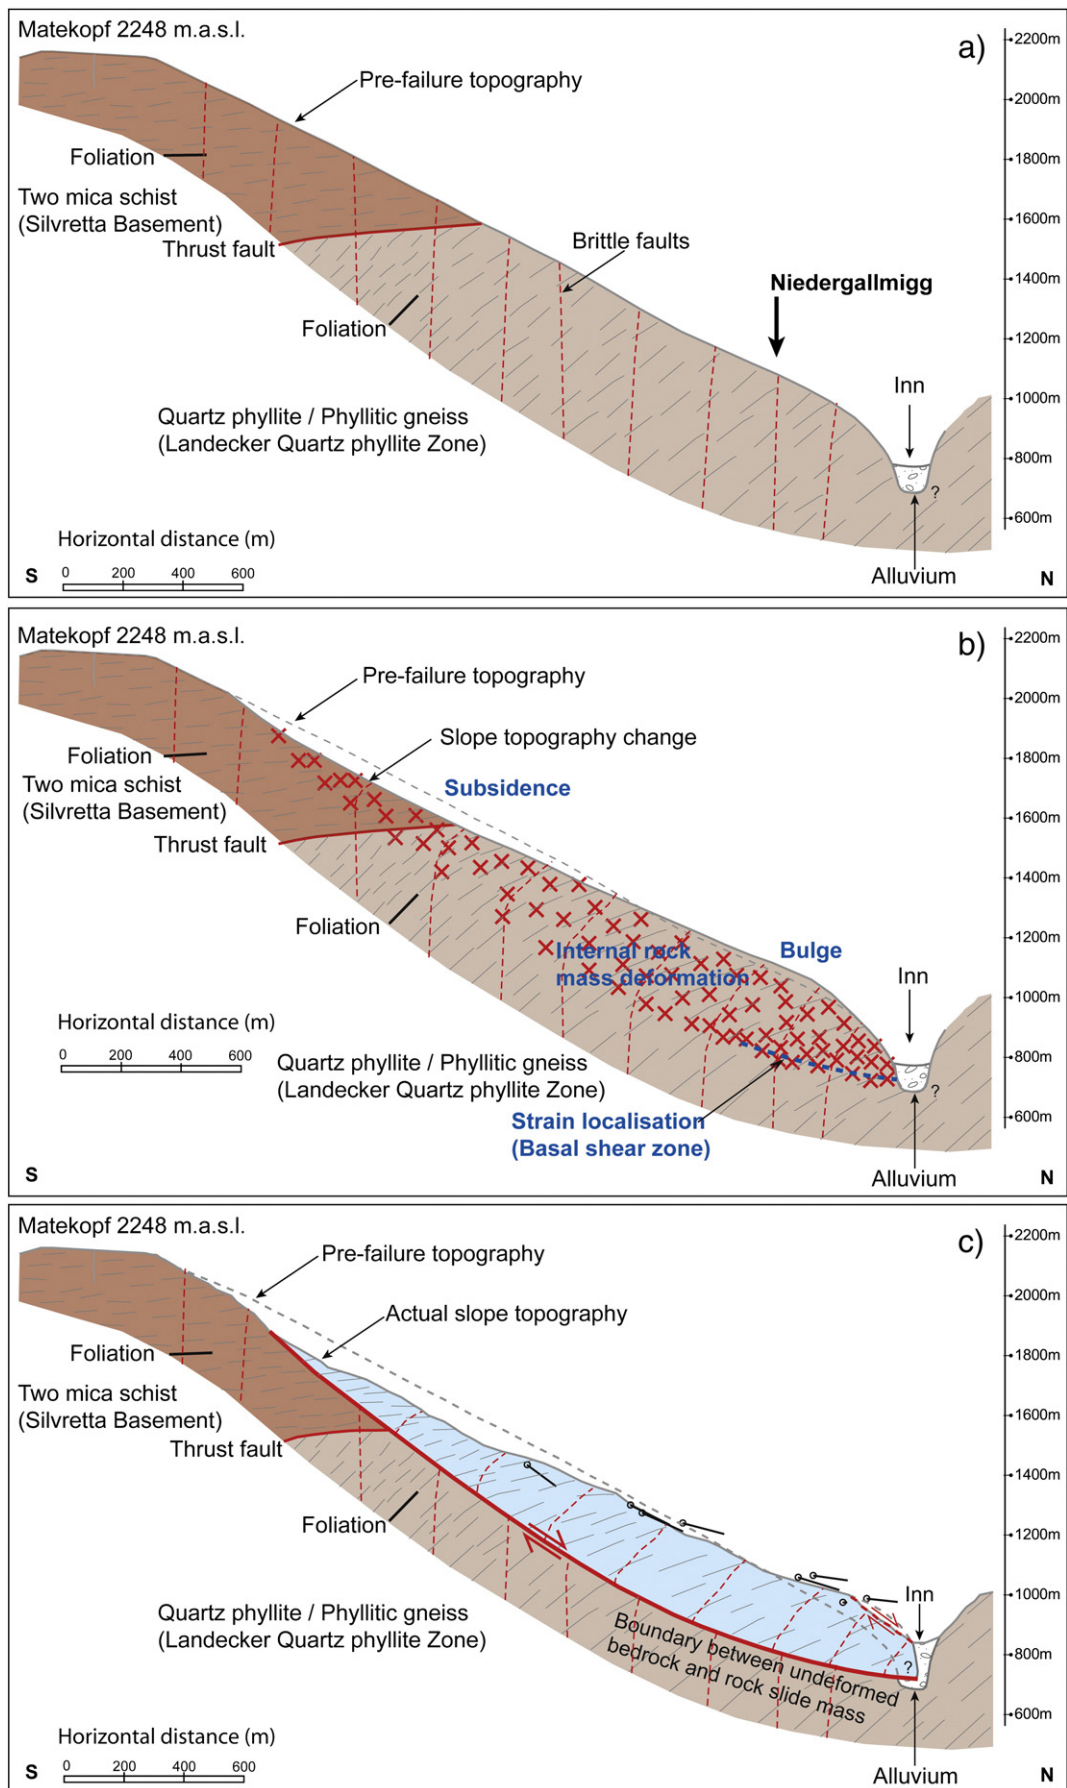 Matekopf 2248 m.a.s.l.
a)
2200m
Pre-failure topography
2000m
Foliation
1800m
Two mica schist
(Silvretta Basement)
Thrust fault
1600m
Brittle faults
1400m
Niedergallmigg
Foliation
1200m
Inn
1000m
Quartz phyllite / Phyllitic gneiss
(Landecker Quartz phyllite Zone)
800m
?
600m
Horizontal distance (m)
0 200 400 600
S
Alluvium
N
Matekopf 2248 m.a.s.l.
b)
2200m
Pre-failure topography
2000m
Slope topography change
Foliation
1800m
Two mica schist
(Silvretta Basement)
Subsidence
Thrust fault
1600m
1400m
Foliation
1200m
Internal rock
mass deformation
Bulge
Inn
1000m
Horizontal distance (m)
0 200 400 600
Quartz phyllite / Phyllitic gneiss
(Landecker Quartz phyllite Zone)
800m
?
Strain localisation
(Basal shear zone)
600m
S
Alluvium
N
Matekopf 2248 m.a.s.l.
c)
2200m
Pre-failure topography
2000m
Actual slope topography
Foliation
1800m
Two mica schist
(Silvretta Basement)
Thrust fault
1600m
1400m
Foliation
1200m
Inn
1000m
Quartz phyllite / Phyllitic gneiss
(Landecker Quartz phyllite Zone)
Boundary between undeformed
bedrock and rock slide mass
?
800m
600m
Horizontal distance (m)
0 200 400 600
S
Alluvium
N